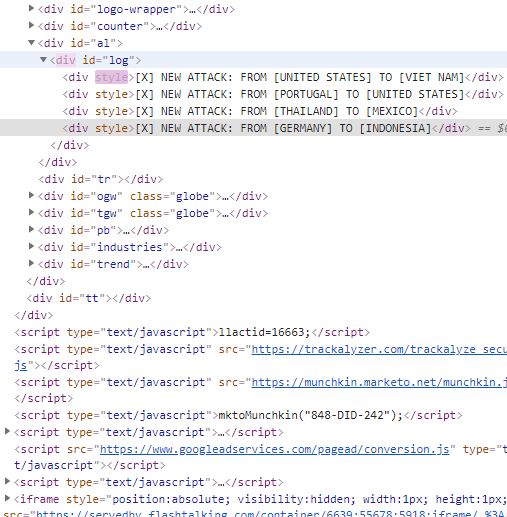 ▶<div id="logo-wrapper">…</div>
▶<div id="counter">…</div>
▼<div id="al">
▼<div id="log">
<div style>[X] NEW ATTACK: FROM [UNITED STATES] TO [VIET NAM]</div>
<div style>[X] NEW ATTACK: FROM [PORTUGAL] TO [UNITED STATES]</div>
<div style>[X] NEW ATTACK: FROM [THAILAND] TO [MEXICO]</div>
<div style>[X] NEW ATTACK: FROM [GERMANY] TO [INDONESIA]</div> == $
</div>
</div>
<div id="tr"></div>
▶<div id="ogw" class="globe">…</div>
▶<div id="tgw" class="globe">…</div>
▶<div id="pb">…</div>
▶<div id="industries">…</div>
▶<div id="trend">…</div>
</div>
<div id="tt"></div>
</div>
<script type="text/javascript">llactid=16663;</script>
<script type="text/javascript" src="https://trackalyzer.com/trackalyze_secu
js"></script>
<script type="text/javascript" src="https://munchkin.marketo.net/munchkin.j
</script>
<script type="text/javascript">mktoMunchkin("848-DID-242");</script>
▶<script type="text/javascript">…</script>
<script src="https://www.googleadservices.com/pagead/conversion.js" type="
t/javascript"></script>
▶<script type="text/javascript">…</script>
▶<iframe style="position:absolute; visibility:hidden; width:1px; height:1px;
src="https://servedby.flashtalking.com/container/6639;55678;5918;iframe/